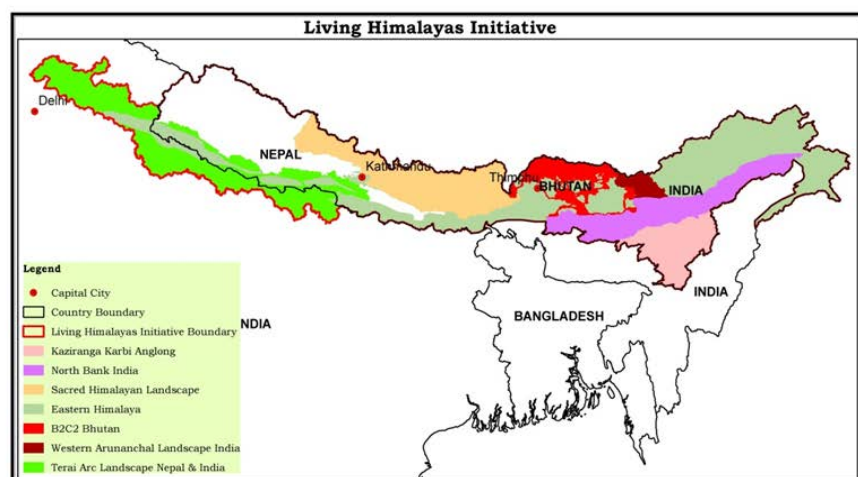 Living Himalayas Initiative
Delhi
NEPAL
Kathmandu
Thimphu
BHUTAN
INDIA
INDIA
BANGLADESH
NDIA
Legend
Capital City
Country Boundary
Living Himalayas Initiative Boundary
Kaziranga Karbi Anglong
North Bank India
Sacred Himalayan Landscape
Eastern Himalaya
B2C2 Bhutan
Western Arunanchal Landscape India
Terai Arc Landscape Nepal & India